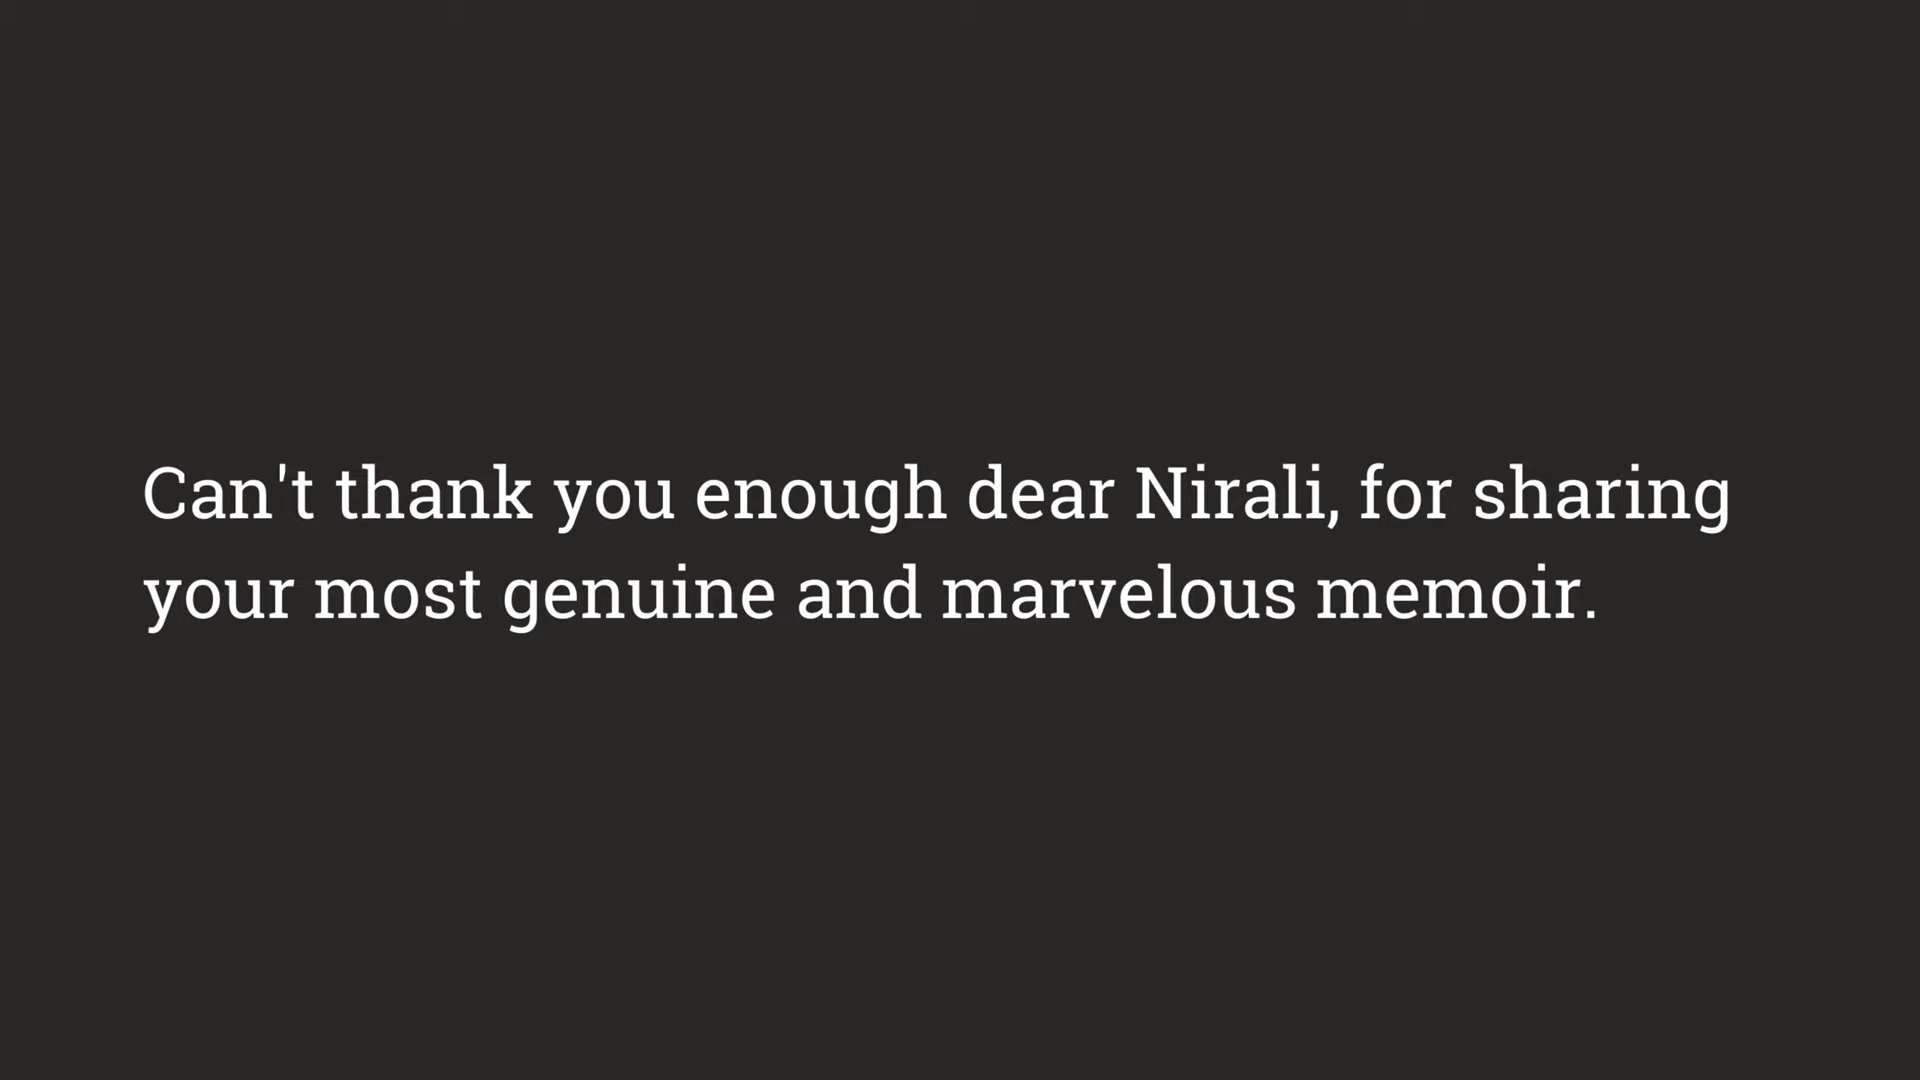 Can't thank you enough dear Nirali, for sharing
your most genuine and marvelous memoir.